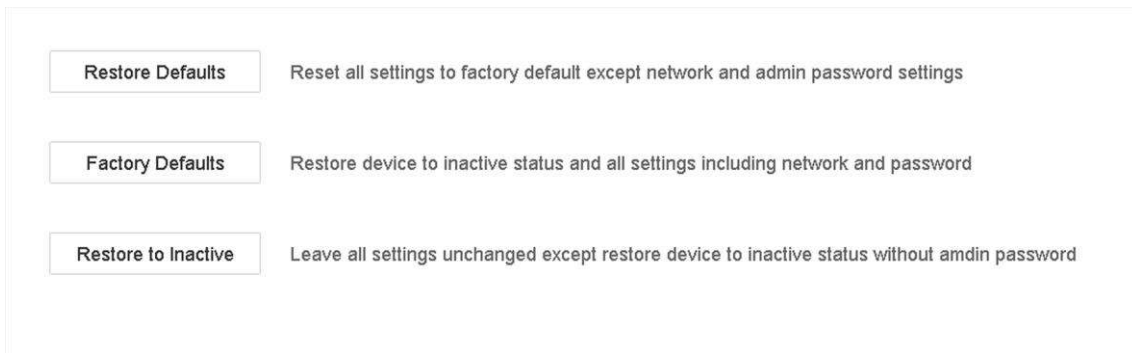 Restore Defaults Reset all settings to factory default except network and admin password settings
Factory Defaults Restore device to inactive status and all settings including network and password
Restore to Inactive Leave all settings unchanged except restore device to inactive status without amdin password